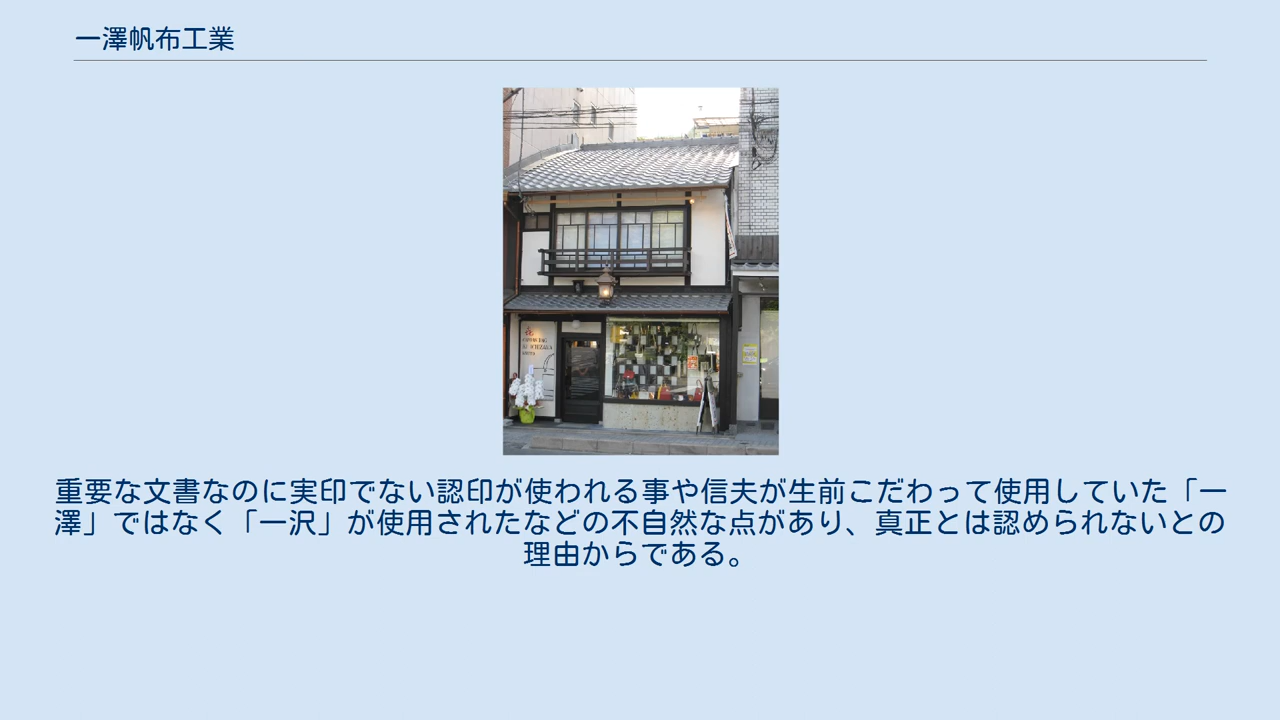 一澤帆布工業
重要な文書なのに実印でない認印が使われる事や信夫が生前こだわって使用していた「一
澤」ではなく「一沢」が使用されたなどの不自然な点があり、真正とは認められないとの
理由からである。